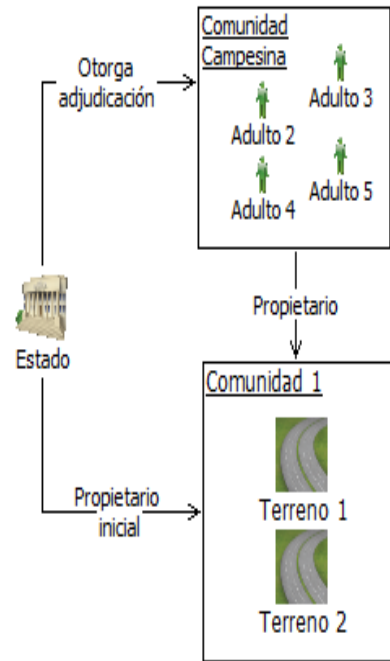 Comunidad
Campesina
Otorga
adjudicación
Adulto 3
Adulto 2
Adulto 5
Adulto 4
Propietario
Estado
Comunidad 1
Propietario
inicial
Terreno 1
Terreno 2